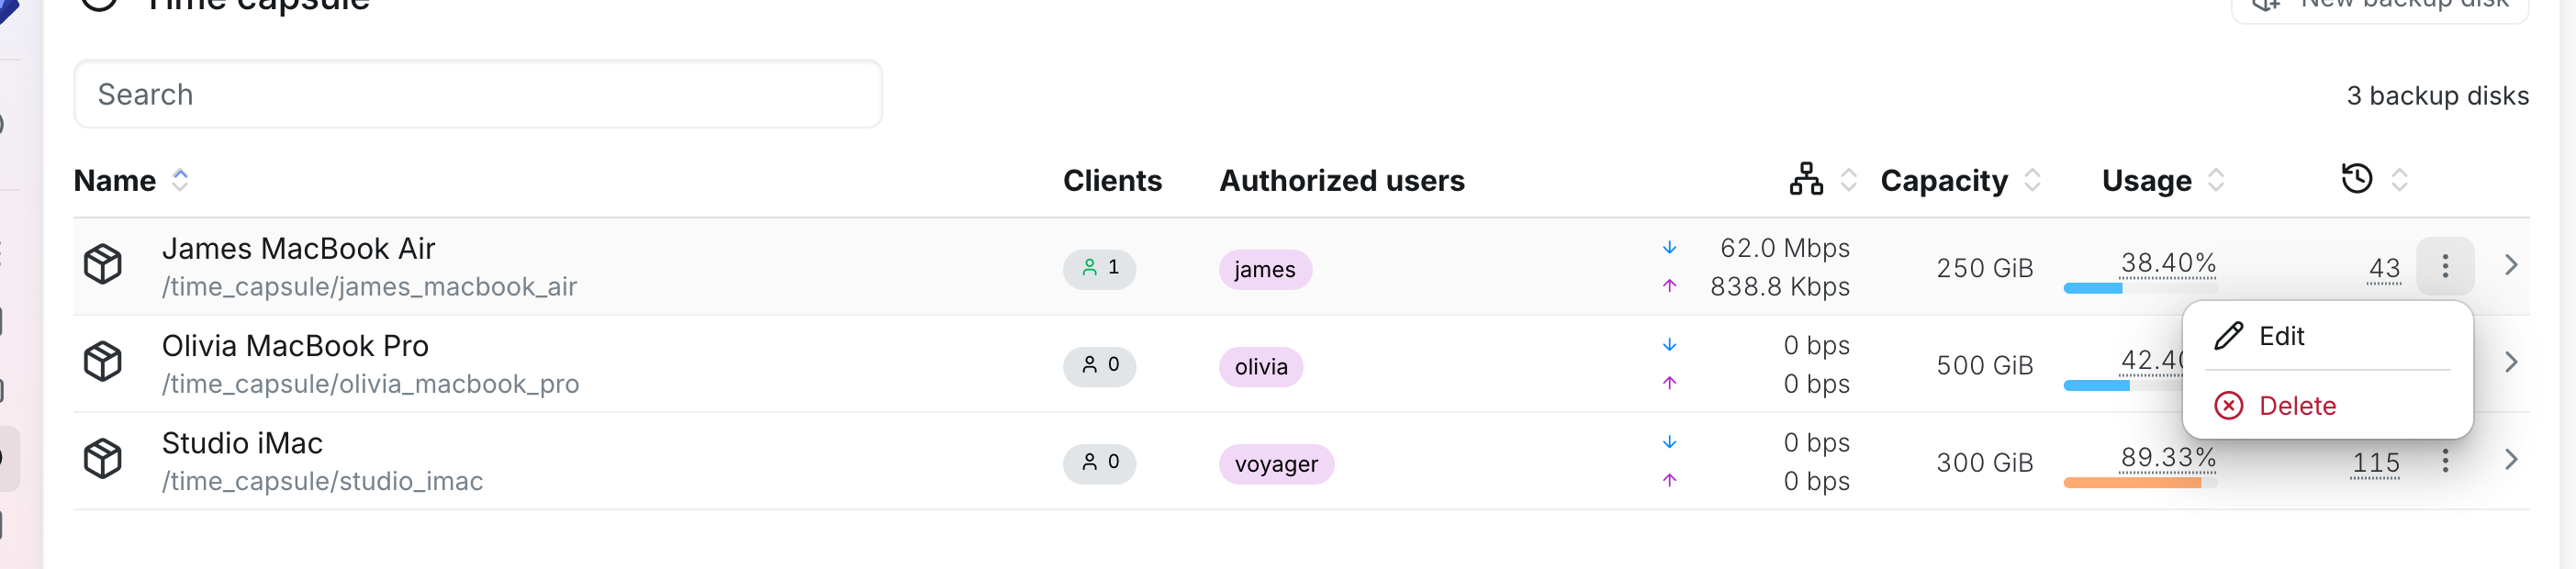 Time capsule
New backup disk
Search
3 backup disks
Name Clients Authorized users Capacity Usage
James MacBook Air
/time_capsule/james_macbook_air
1 james
62.0 Mbps
838.8 Kbps
250 GiB 38.40% 43
Edit
Delete
Olivia MacBook Pro
/time_capsule/olivia_macbook_pro
0 olivia
0 bps
0 bps
500 GiB 42.40
Studio iMac
/time_capsule/studio_imac
0 voyager
0 bps
0 bps
300 GiB 89.33% 115